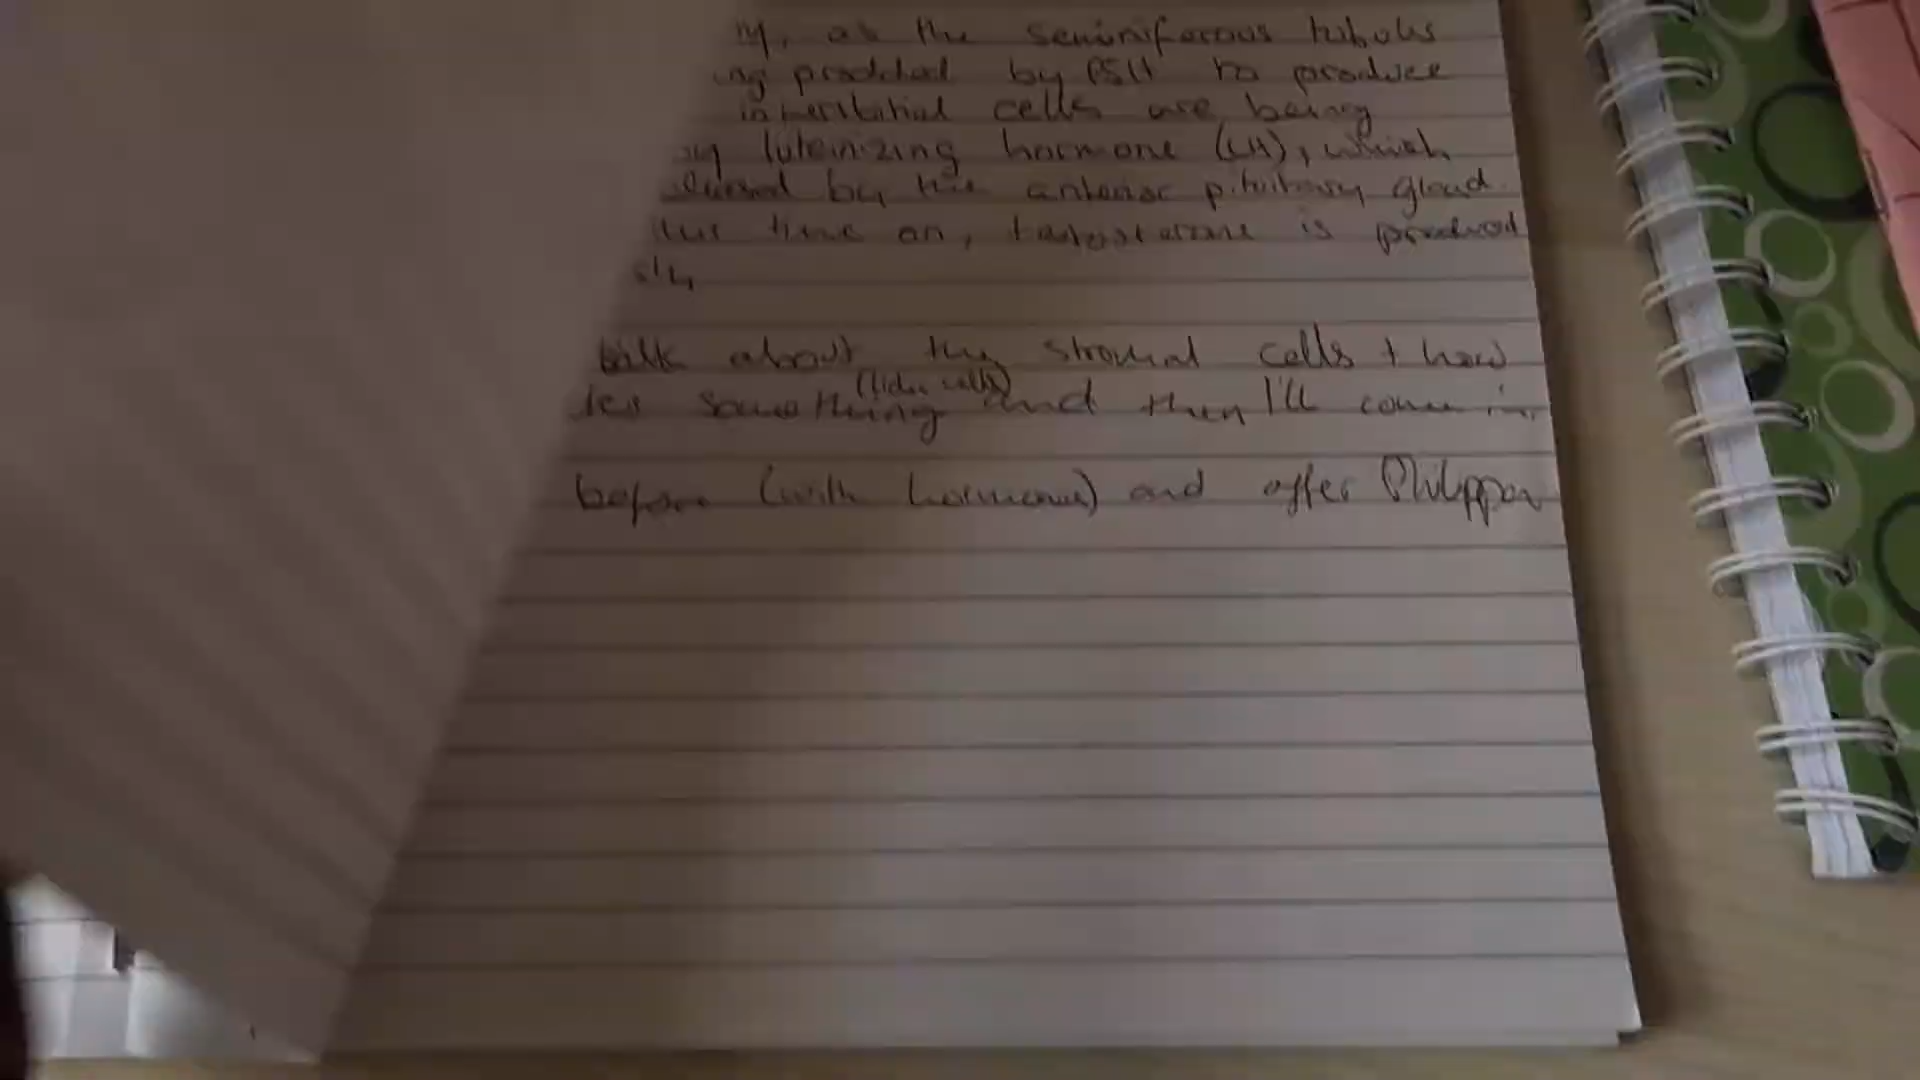 as the seminiferous tubules
by FSH to produce
interstitial cells are being
luteinizing hormone (LH), which
by the anterior pituitary gland.
time on, testosterone is produced
talk about the stromal cells + how
(lidic cells)
something and then I'll come in.
before (with hormones) and after Philippa